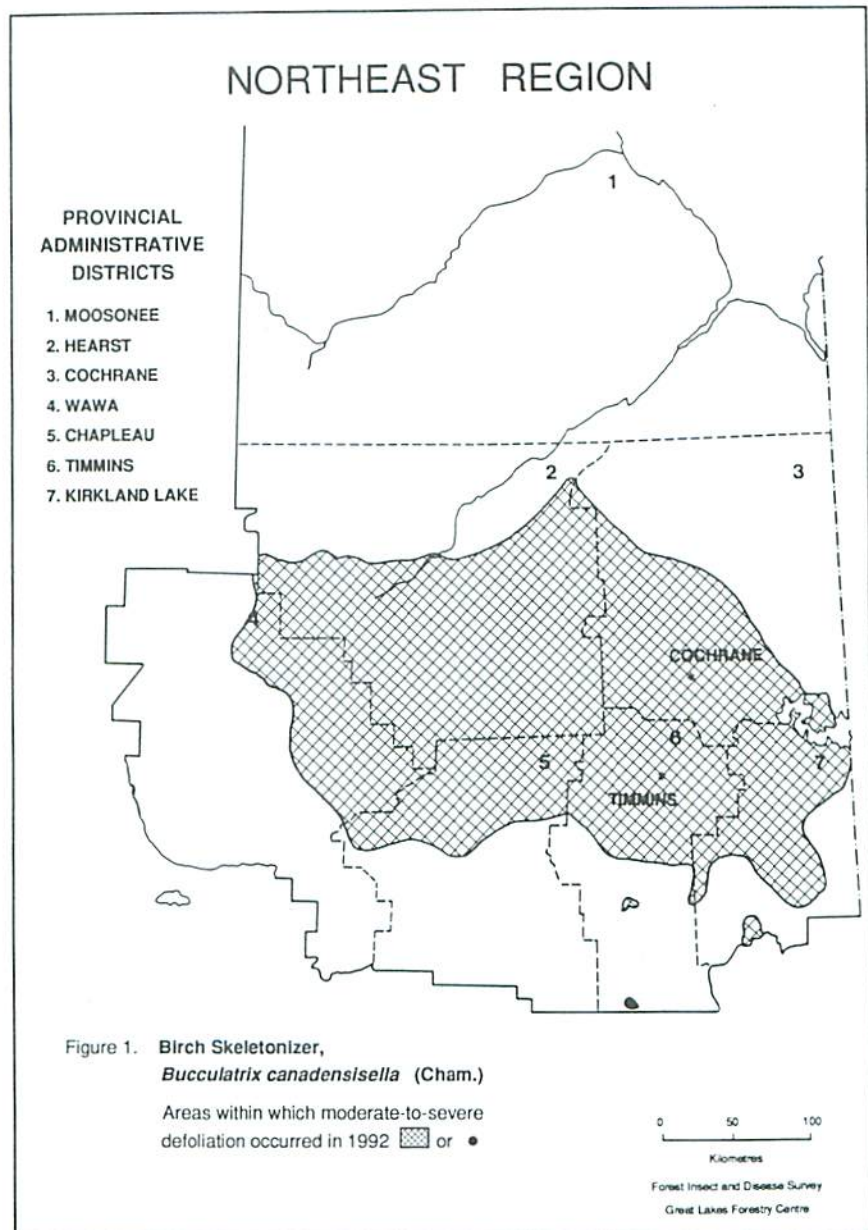 NORTHEAST REGION
PROVINCIAL
ADMINISTRATIVE
DISTRICTS
1. MOOSONEE
2. HEARST
3. COCHRANE
4. WAWA
5. CHAPLEAU
6. TIMMINS
7. KIRKLAND LAKE
1
2
3
4
COCHRANE
6
5
7
TIMMINS
Figure 1. Birch Skeletonizer,
Bucculatrix canadensisella (Cham.)
Areas within which moderate-to-severe
defoliation occurred in 1992 or
0 50 100
Kilometres
Forest Insect and Disease Survey
Great Lakes Forestry Centre